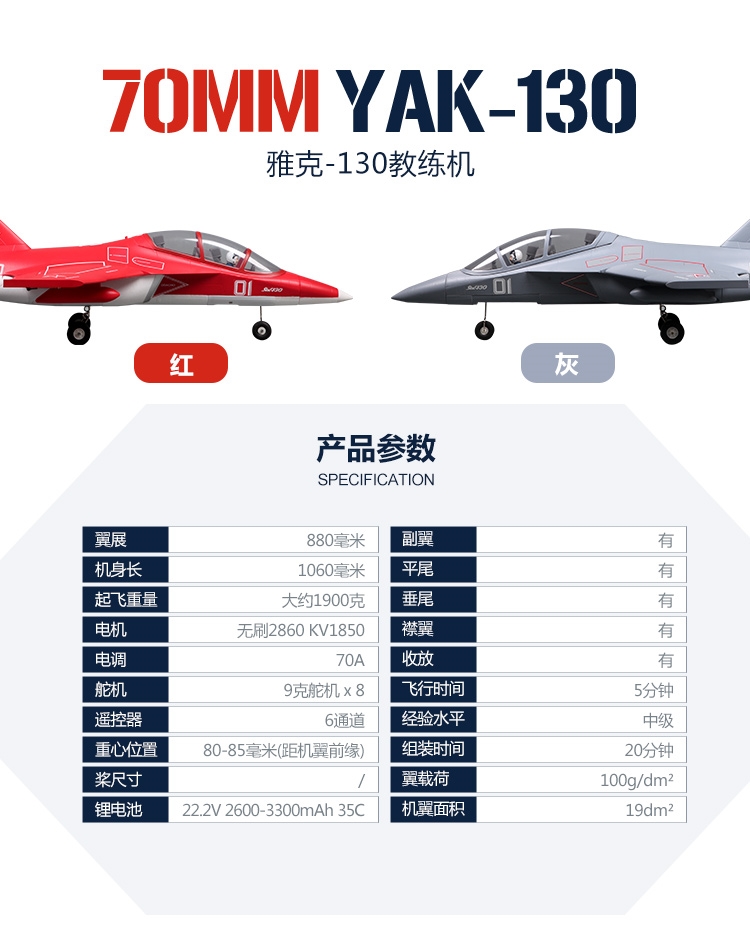 70MM YAK-130
雅克-130教练机
01
01
红
灰
产品参数
SPECIFICATION
翼展 880毫米 副翼 有
机身长 1060毫米 平尾 有
起飞重量 大约1900克 垂尾 有
电机 无刷2860 KV1850 襟翼 有
电调 70A 收放 有
舵机 9克舵机 x 8 飞行时间 5分钟
遥控器 6通道 经验水平 中级
重心位置 80-85毫米(距机翼前缘) 组装时间 20分钟
桨尺寸 / 翼载荷 100g/dm²
锂电池 22.2V 2600-3300mAh 35C 机翼面积 19dm²